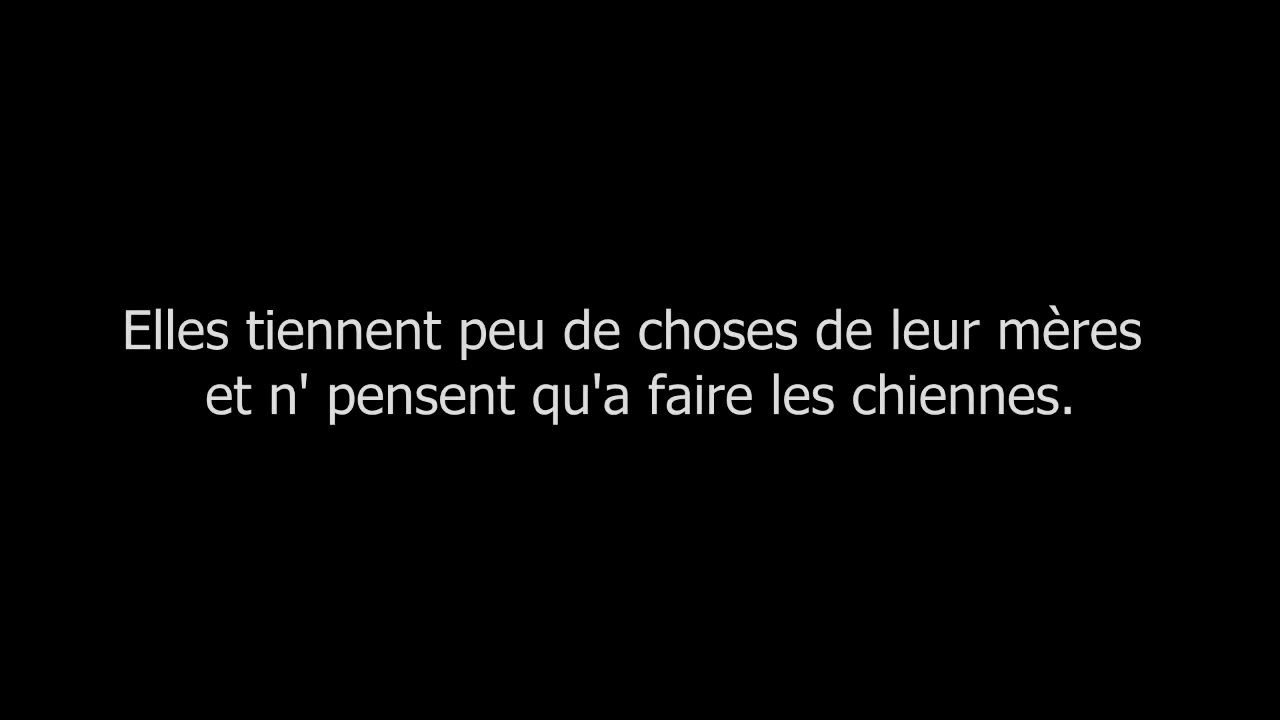 Elles tiennent peu de choses de leur mères
et n' pensent qu'a faire les chiennes.